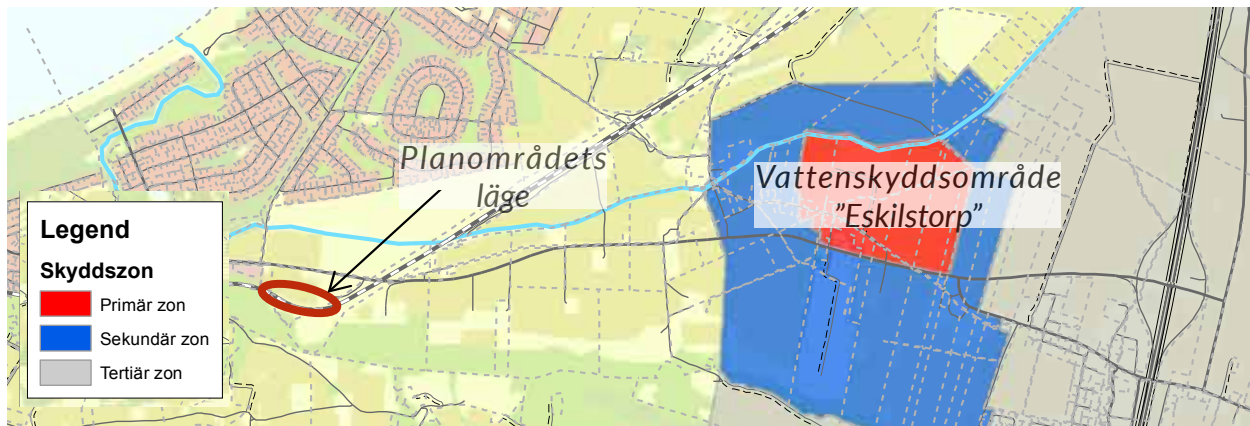 Planområdets
läge
Vattenskyddsområde
”Eskilstorp”
Legend
Skyddszon
Primär zon
Sekundär zon
Tertiär zon